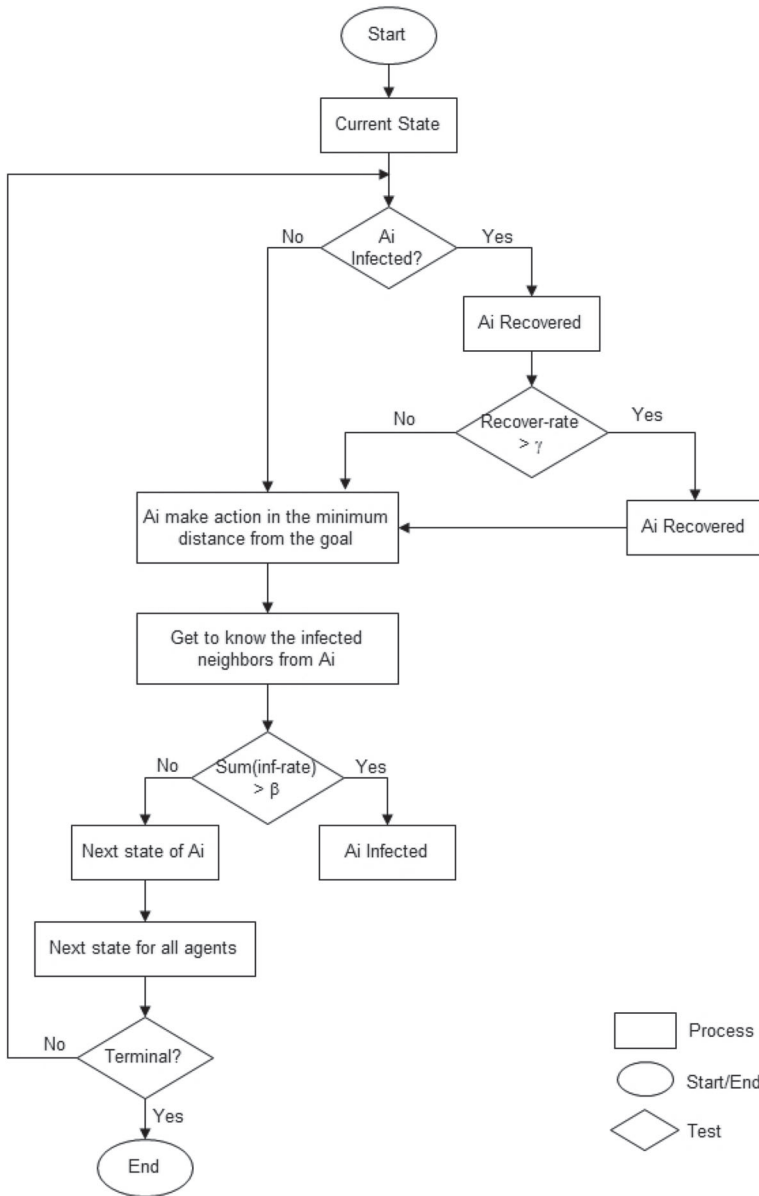 Start
Current State
Ai
Infected?
No
Yes
Ai Recovered
Recover-rate
> γ
No
Yes
Ai make action in the minimum
distance from the goal
Ai Recovered
Get to know the infected
neighbors from Ai
Sum(inf-rate)
> β
No
Yes
Next state of Ai
Ai Infected
Next state for all agents
Terminal?
No
Yes
End
Process
Start/End
Test